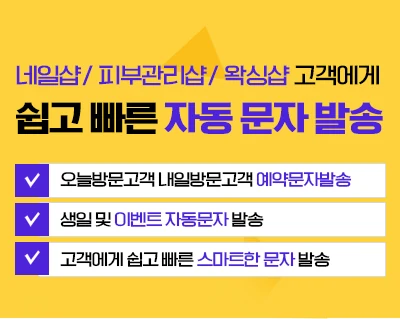 네일샵/ 피부관리샵/ 왁싱샵 고객에게
쉽고 빠른 자동 문자 발송
오늘방문고객 내일방문고객 예약문자발송
생일 및 이벤트 자동문자 발송
고객에게 쉽고 빠른 스마트한 문자 발송